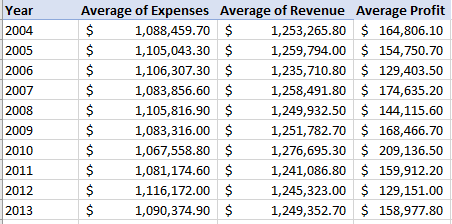 Year Average of Expenses Average of Revenue Average Profit
2004 $ 1,088,459.70 $ 1,253,265.80 $ 164,806.10
2005 $ 1,105,043.30 $ 1,259,794.00 $ 154,750.70
2006 $ 1,106,307.30 $ 1,235,710.80 $ 129,403.50
2007 $ 1,083,856.60 $ 1,258,491.80 $ 174,635.20
2008 $ 1,105,816.90 $ 1,249,932.50 $ 144,115.60
2009 $ 1,083,316.00 $ 1,251,782.70 $ 168,466.70
2010 $ 1,067,558.80 $ 1,276,695.30 $ 209,136.50
2011 $ 1,081,174.60 $ 1,241,086.80 $ 159,912.20
2012 $ 1,116,172.00 $ 1,245,323.00 $ 129,151.00
2013 $ 1,090,374.90 $ 1,249,352.70 $ 158,977.80